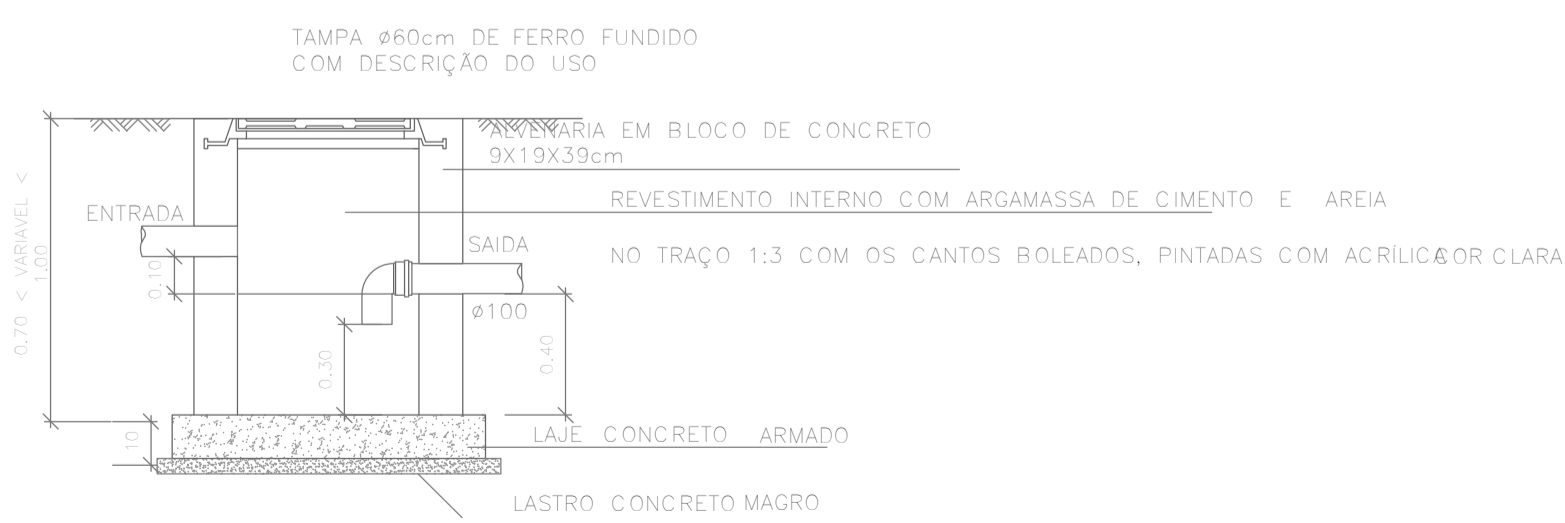 TAMPA ø60cm DE FERRO FUNDIDO
COM DESCRIÇÃO DO USO
ALVENARIA EM BLOCO DE CONCRETO
9X19X39cm
REVESTIMENTO INTERNO COM ARGAMASSA DE CIMENTO E AREIA
NO TRAÇO 1:3 COM OS CANTOS BOLEADOS, PINTADAS COM ACRÍLICA COR CLARA
ENTRADA
SAIDA
ø100
0.70 < VARIAVEL <
1.00
0.10
0.30
0.40
10
LAJE CONCRETO ARMADO
LASTRO CONCRETO MAGRO